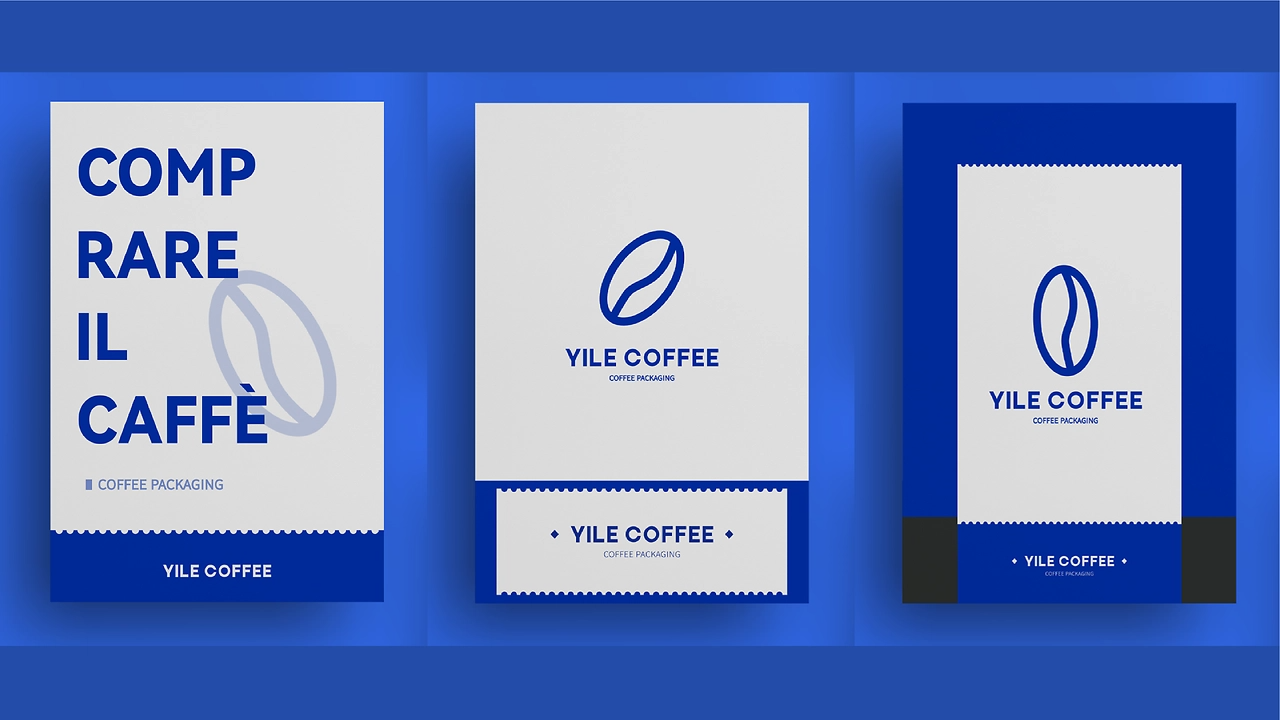 COMP
RARE
IL
CAFFÈ
COFFEE PACKAGING
YILE COFFEE
YILE COFFEE
COFFEE PACKAGING
YILE COFFEE
COFFEE PACKAGING
YILE COFFEE
COFFEE PACKAGING
YILE COFFEE
COFFEE PACKAGING